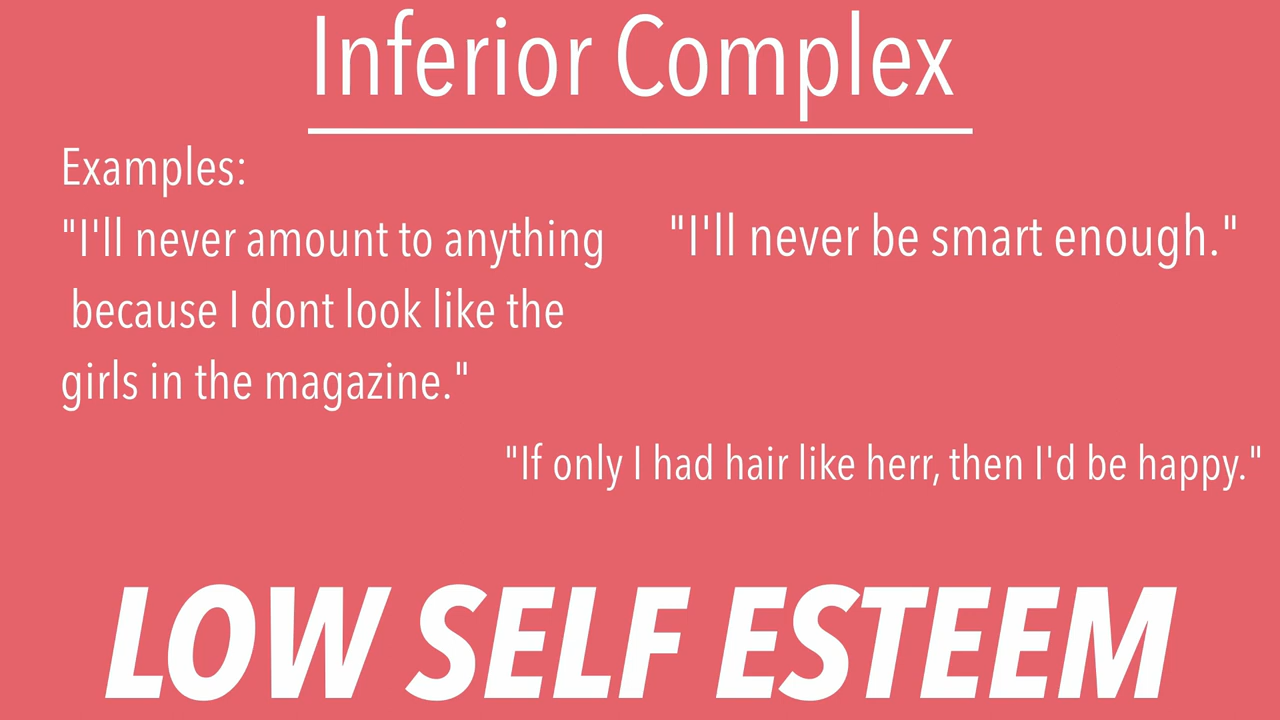 Inferior Complex
Examples:
"I'll never amount to anything
because I dont look like the
girls in the magazine."
"I'll never be smart enough."
"If only I had hair like herr, then I'd be happy."
LOW SELF ESTEEM